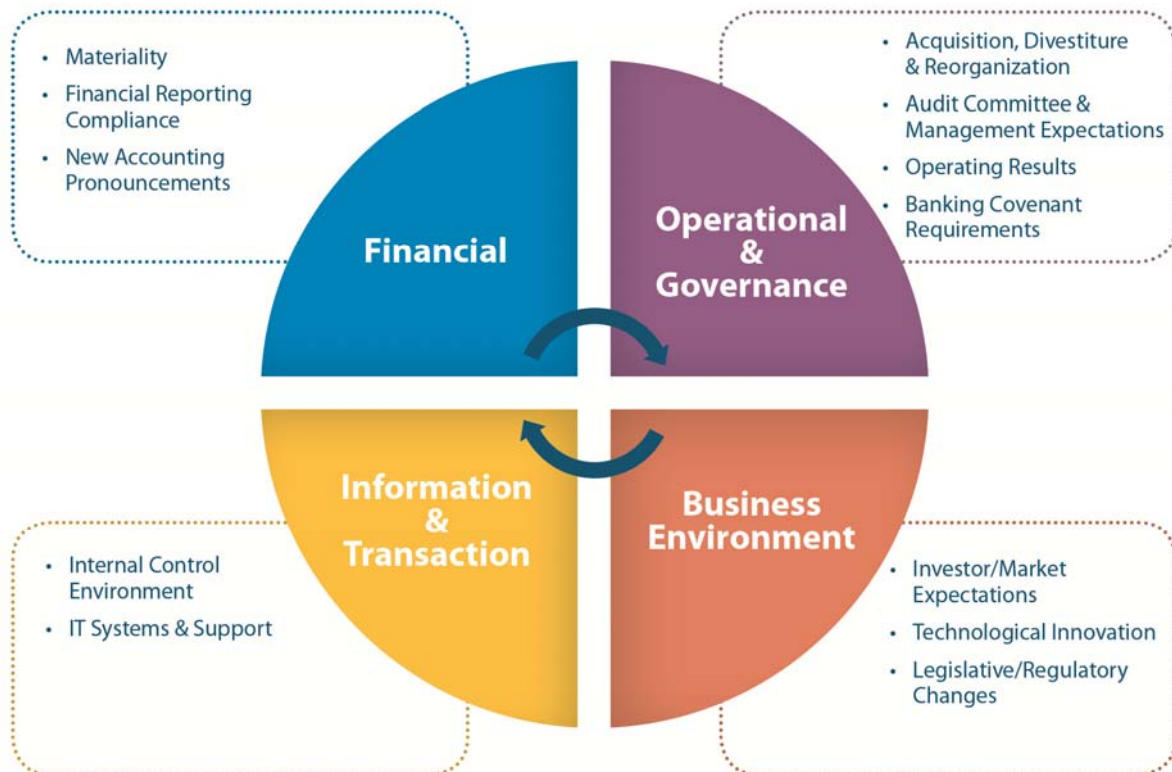 • Materiality
• Financial Reporting
Compliance
• New Accounting
Pronouncements
Financial
• Acquisition, Divestiture
& Reorganization
• Audit Committee &
Management Expectations
• Operating Results
• Banking Covenant
Requirements
Operational
&
Governance
Information
&
Transaction
• Internal Control
Environment
• IT Systems & Support
Business
Environment
• Investor/Market
Expectations
• Technological Innovation
• Legislative/Regulatory
Changes